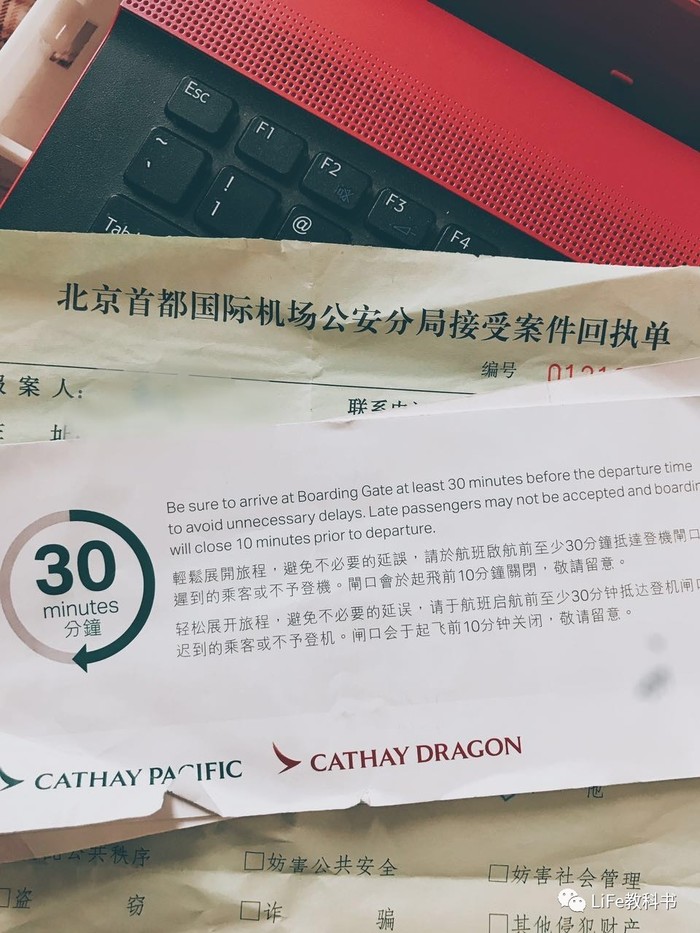 Esc
F1
F2
F3
F4
~
!
1
@
Tab
北京首都国际机场公安分局接受案件回执单
编号
案人:
Be sure to arrive at Boarding Gate at least 30 minutes before the departure time
to avoid unnecessary delays. Late passengers may not be accepted and
will close 10 minutes prior to departure.
輕鬆展開旅程，避免不必要的延誤，請於航班啟航前至少30分鐘抵達登機閘口
遲到的乘客或不予登機。閘口會於起飛前10分鐘關閉，敬請留意。
轻松展开旅程，避免不必要的延误，请于航班启航前至少30分钟抵达登机闸口
迟到的乘客或不予登机。闸口会于起飞前10分钟关闭，敬请留意。
30
minutes
分鐘
CATHAY PACIFIC
CATHAY DRAGON
他
公共秩序
□妨害公共安全
□妨害社会管理
□盗窃
□诈骗
□其他侵犯财产
LiFe教科书